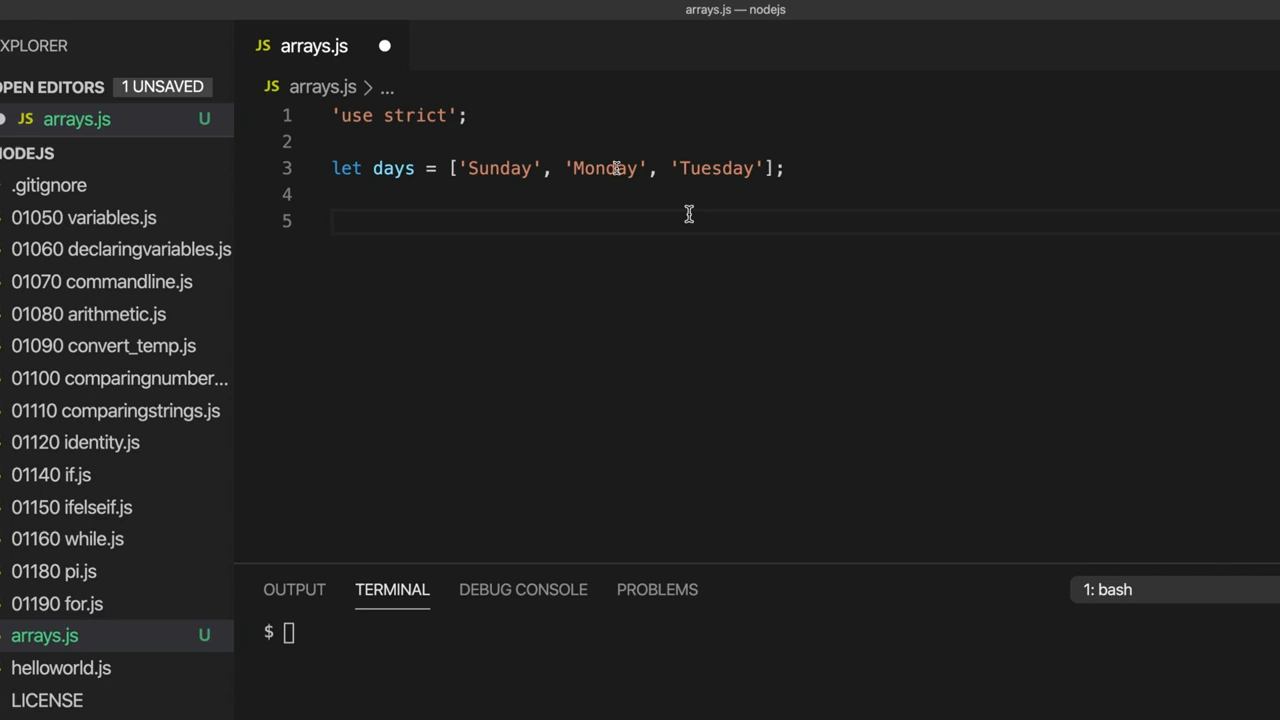 arrays.js — nodejs
XPLORER
OPEN EDITORS 1 UNSAVED
JS arrays.js U
NODEJS
.gitignore
01050 variables.js
01060 declaringvariables.js
01070 commandline.js
01080 arithmetic.js
01090 convert_temp.js
01100 comparingnumber...
01110 comparingstrings.js
01120 identity.js
01140 if.js
01150 ifelseif.js
01160 while.js
01180 pi.js
01190 for.js
arrays.js U
helloworld.js
LICENSE
JS arrays.js
JS arrays.js > ...
1 'use strict';
2
3 let days = ['Sunday', 'Monday', 'Tuesday'];
4
5
OUTPUT TERMINAL DEBUG CONSOLE PROBLEMS 1: bash
$